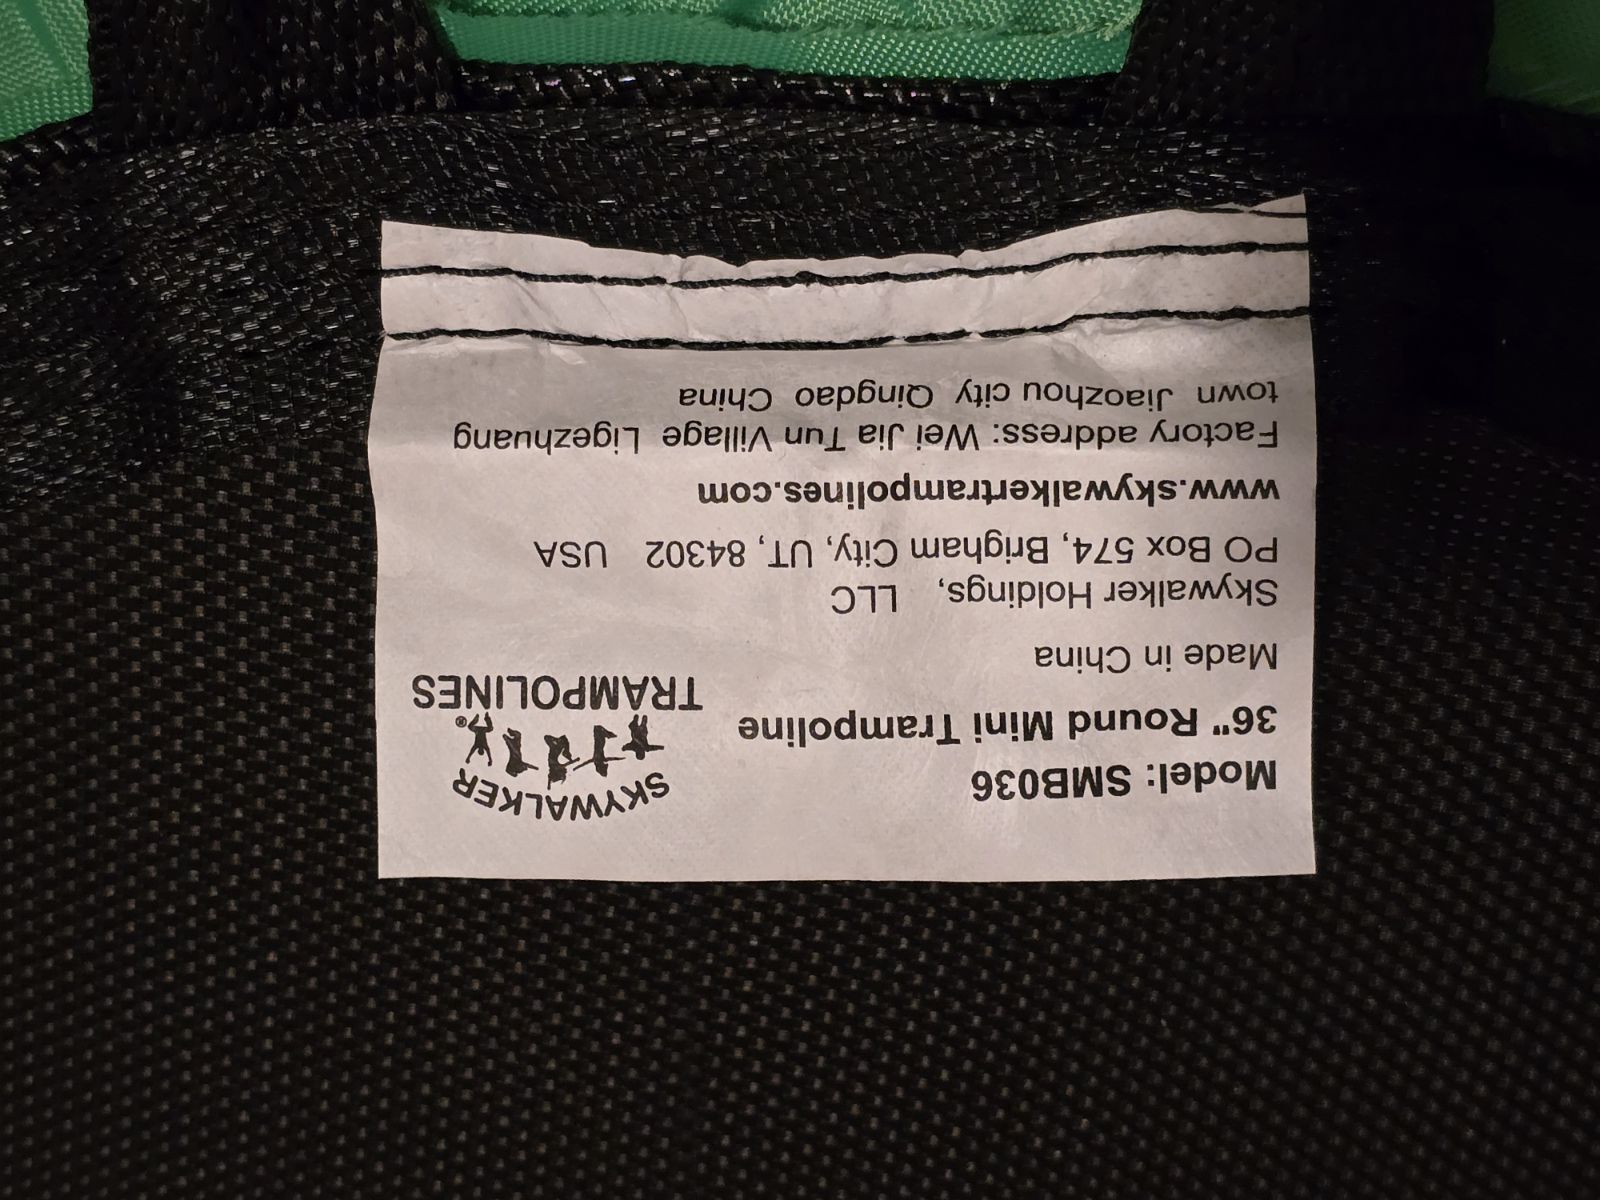 Model: SMB036
36" Round Mini Trampoline
SKYWALKER
TRAMPOLINES
®
Made in China
Skywalker Holdings, LLC
PO Box 574, Brigham City, UT, 84302 USA
www.skywalkertrampolines.com
Factory address: Wei Jia Tun Village Ligezhuang
town Jiaozhou city Qingdao China